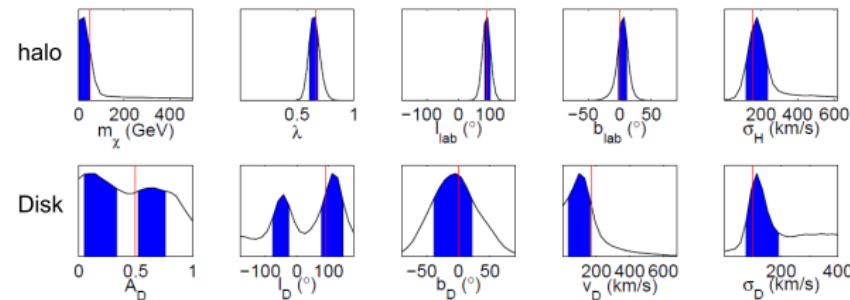 halo
0 200 400
m_χ (GeV)
0.5 1
λ
−100 0 100
l_lab (°)
−50 0 50
b_lab (°)
200 400 600
σ_H (km/s)
Disk
0 0.5 1
A_D
−100 0 100
l_D (°)
−50 0 50
b_D (°)
200 400 600
v_D (km/s)
200 400
σ_D (km/s)